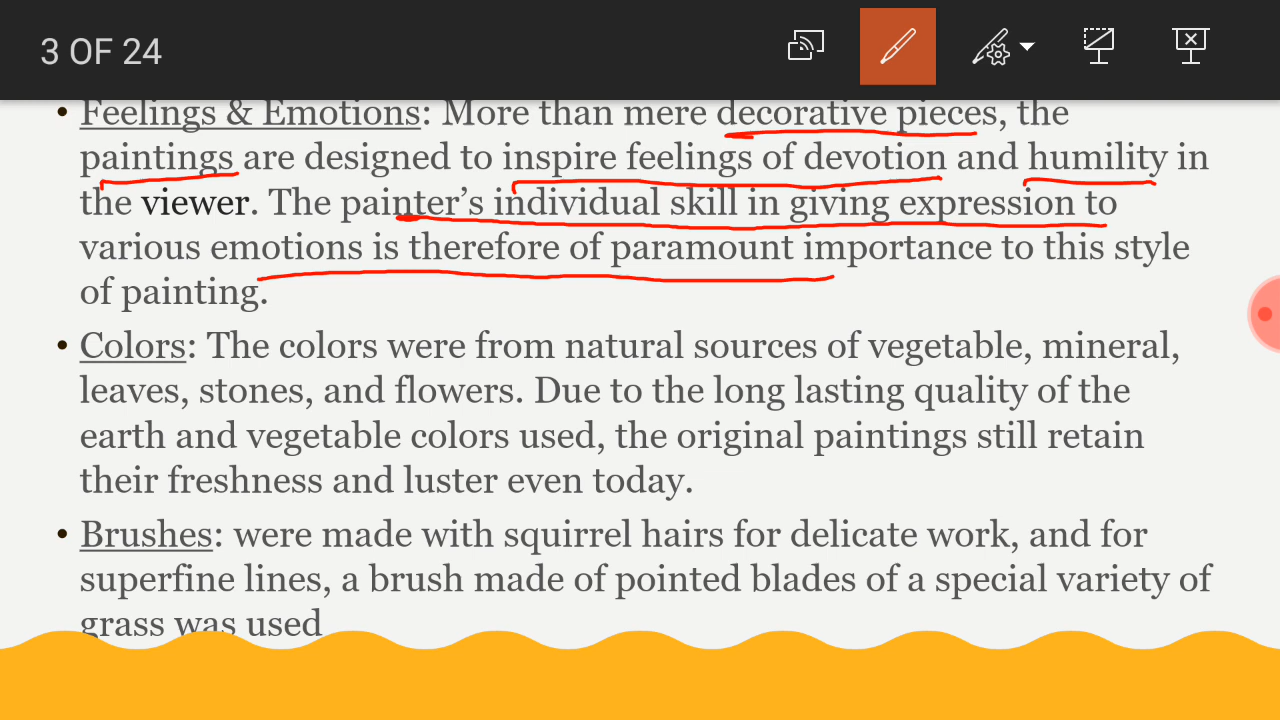 3 OF 24
• Feelings & Emotions: More than mere decorative pieces, the
paintings are designed to inspire feelings of devotion and humility in
the viewer. The painter’s individual skill in giving expression to
various emotions is therefore of paramount importance to this style
of painting.
• Colors: The colors were from natural sources of vegetable, mineral,
leaves, stones, and flowers. Due to the long lasting quality of the
earth and vegetable colors used, the original paintings still retain
their freshness and luster even today.
• Brushes: were made with squirrel hairs for delicate work, and for
superfine lines, a brush made of pointed blades of a special variety of
grass was used